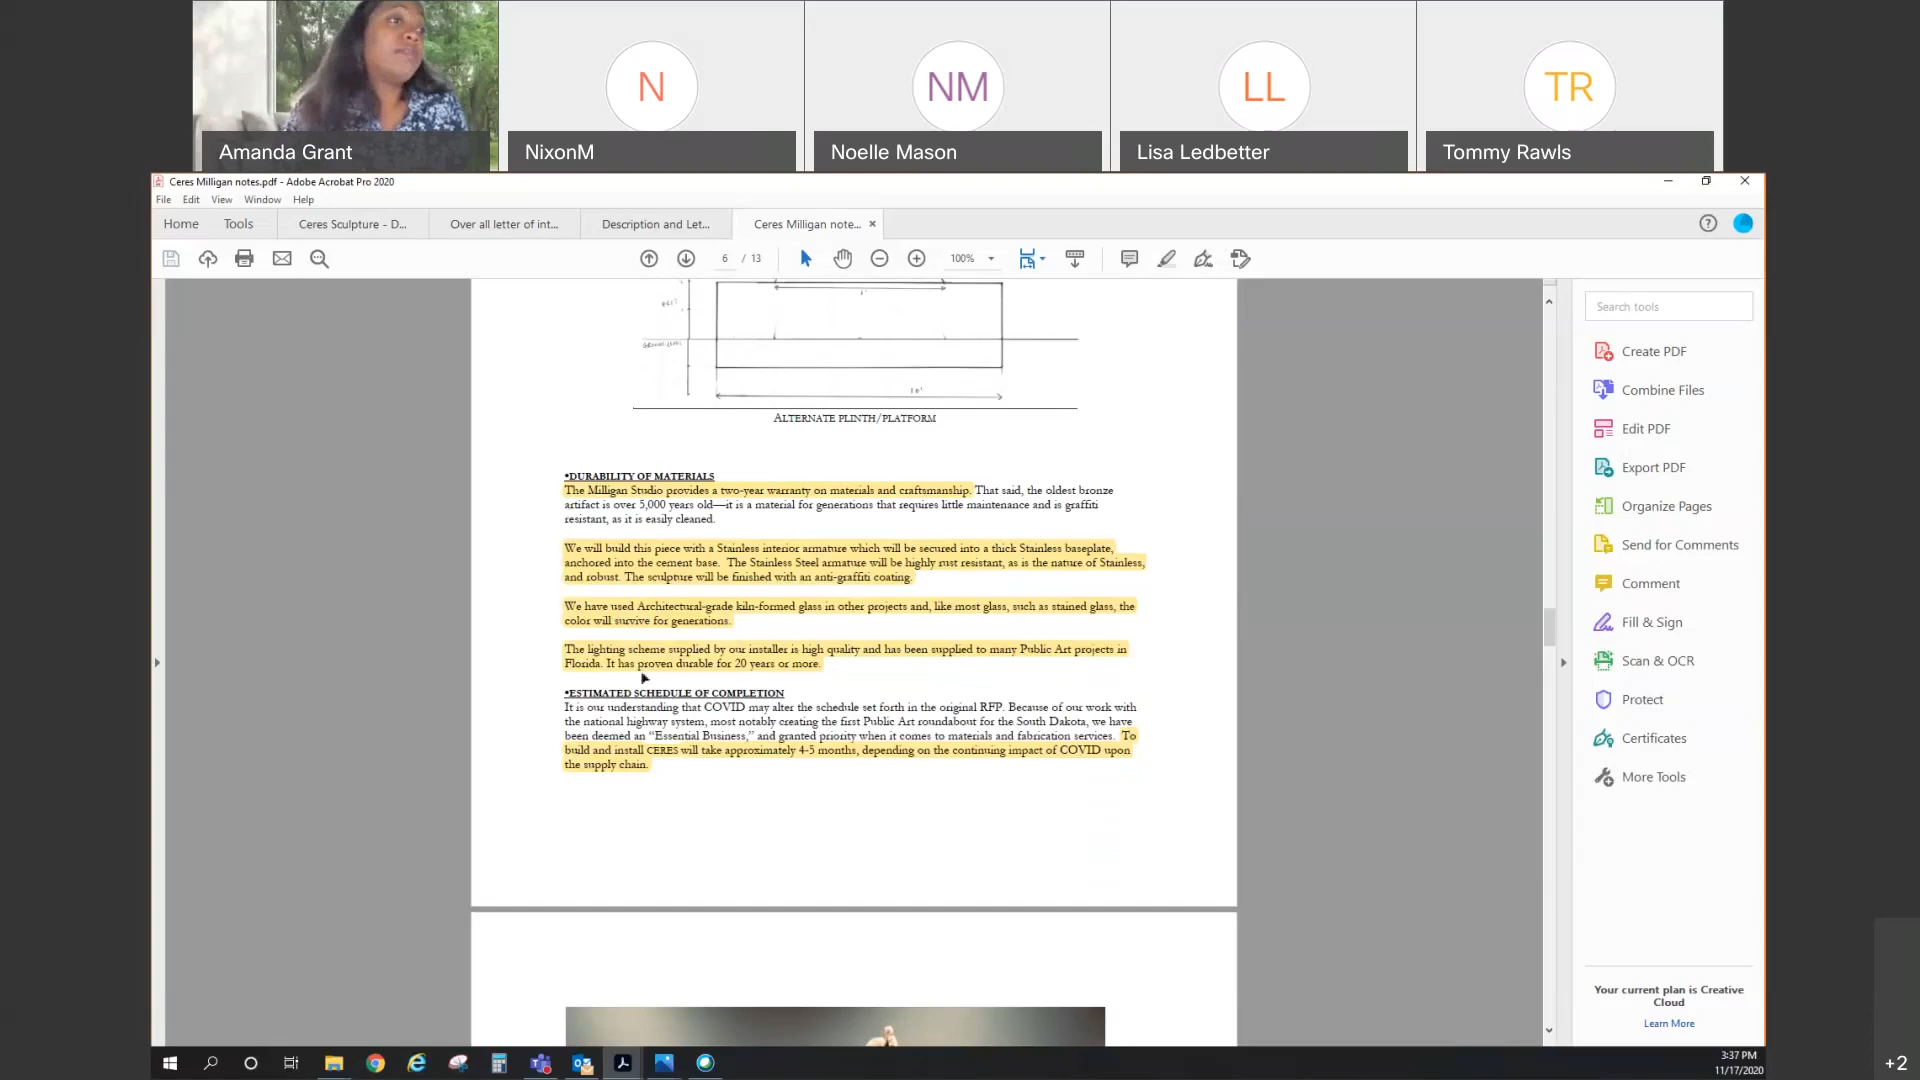 N
NM
LL
TR
Amanda Grant
NixonM
Noelle Mason
Lisa Ledbetter
Tommy Rawls
Ceres Milligan notes.pdf - Adobe Acrobat Pro 2020
File Edit View Window Help
Home Tools Ceres Sculpture - D... Over all letter of int... Description and Let... Ceres Milligan note... ×
6 / 13 100%
GROUND LEVEL
10'
ALTERNATE PLINTH/PLATFORM
•DURABILITY OF MATERIALS
The Milligan Studio provides a two-year warranty on materials and craftsmanship. That said, the oldest bronze
artifact is over 5,000 years old—it is a material for generations that requires little maintenance and is graffiti
resistant, as it is easily cleaned.
We will build this piece with a Stainless interior armature which will be secured into a thick Stainless baseplate,
anchored into the cement base. The Stainless Steel armature will be highly rust resistant, as is the nature of Stainless,
and robust. The sculpture will be finished with an anti-graffiti coating.
We have used Architectural-grade kiln-formed glass in other projects and, like most glass, such as stained glass, the
color will survive for generations.
The lighting scheme supplied by our installer is high quality and has been supplied to many Public Art projects in
Florida. It has proven durable for 20 years or more.
•ESTIMATED SCHEDULE OF COMPLETION
It is our understanding that COVID may alter the schedule set forth in the original RFP. Because of our work with
the national highway system, most notably creating the first Public Art roundabout for the South Dakota, we have
been deemed an “Essential Business,” and granted priority when it comes to materials and fabrication services. To
build and install CERES will take approximately 4-5 months, depending on the continuing impact of COVID upon
the supply chain.
Search tools
Create PDF
Combine Files
Edit PDF
Export PDF
Organize Pages
Send for Comments
Comment
Fill & Sign
Scan & OCR
Protect
Certificates
More Tools
Your current plan is Creative
Cloud
Learn More
3:37 PM
11/17/2020
+2